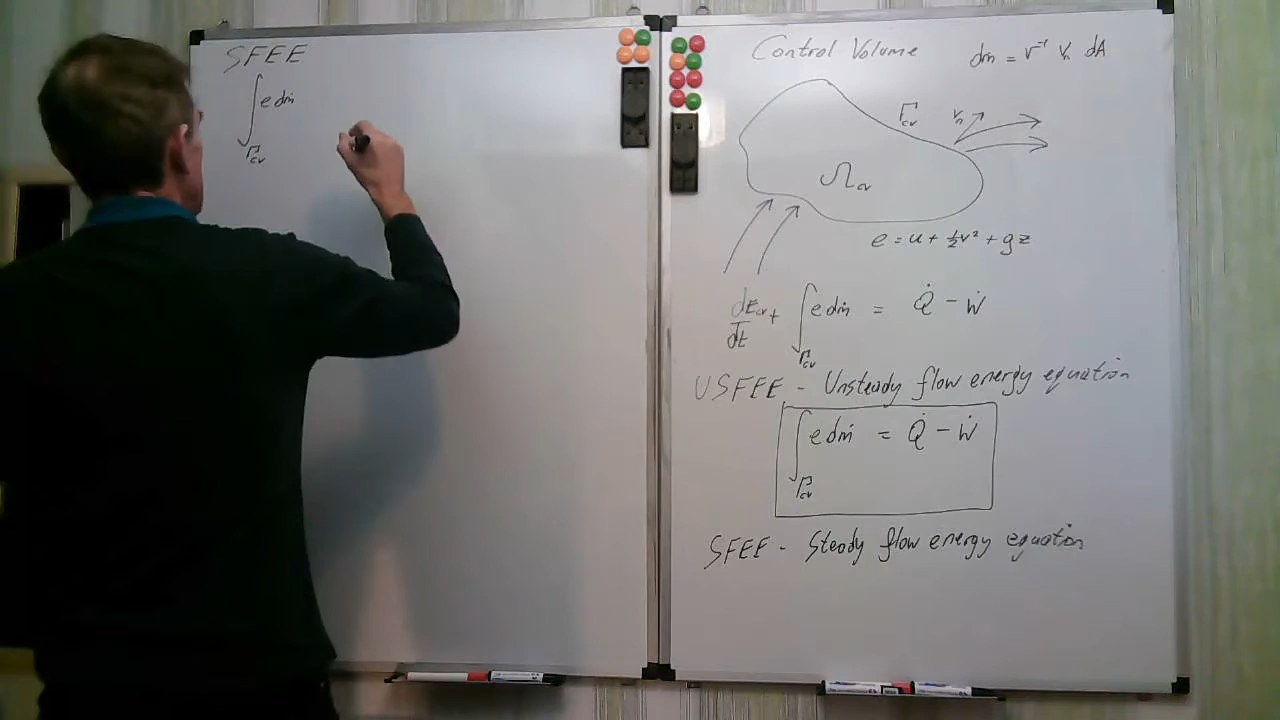 SFEE
∫ e dṁ
Γcv
Control Volume dṁ = v⁻¹ Vn dA
Γcv Vn
Ωcv
e = u + ½v² + gz
dEcv/dt + ∫Γcv e dṁ = Q̇ - Ẇ
USFEE - Unsteady flow energy equation
∫Γcv e dṁ = Q̇ - Ẇ
SFEE - Steady flow energy equation